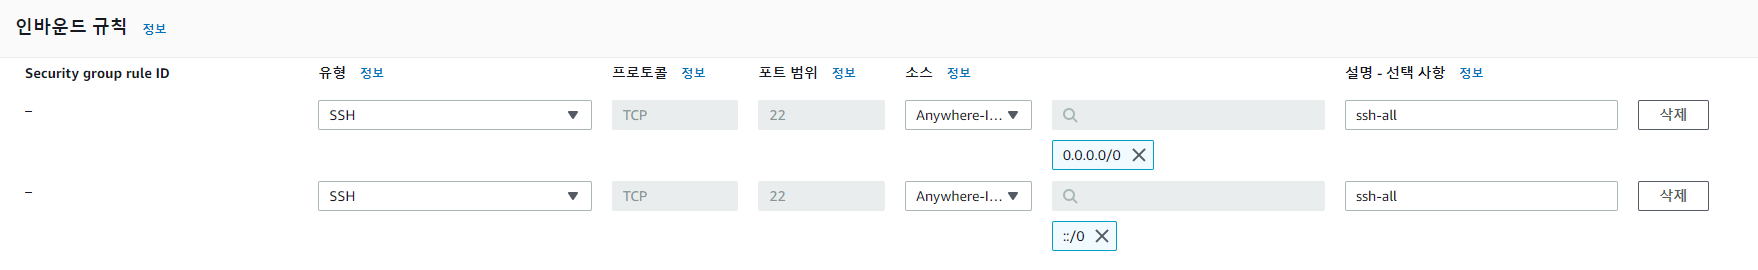 인바운드 규칙 정보
Security group rule ID 유형 정보 프로토콜 정보 포트 범위 정보 소스 정보 설명 - 선택 사항 정보
– SSH TCP 22 Anywhere-I... ssh-all 삭제
0.0.0.0/0
– SSH TCP 22 Anywhere-I... ssh-all 삭제
::/0